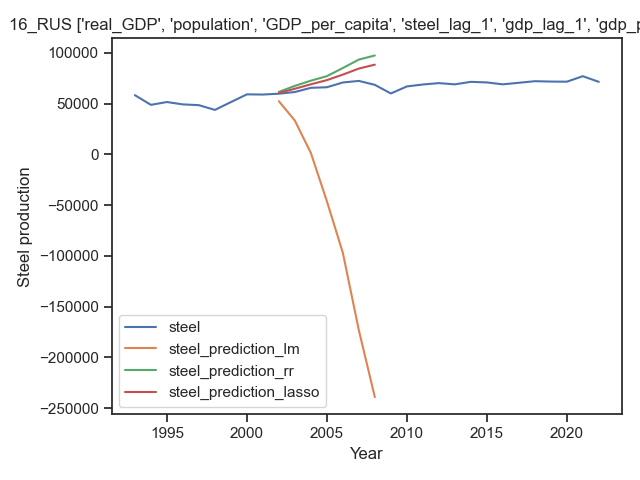 16_RUS ['real_GDP', 'population', 'GDP_per_capita', 'steel_lag_1', 'gdp_lag_1', 'gdp_p
100000
50000
0
−50000
−100000
−150000
−200000
−250000
Steel production
steel
steel_prediction_lm
steel_prediction_rr
steel_prediction_lasso
1995 2000 2005 2010 2015 2020
Year